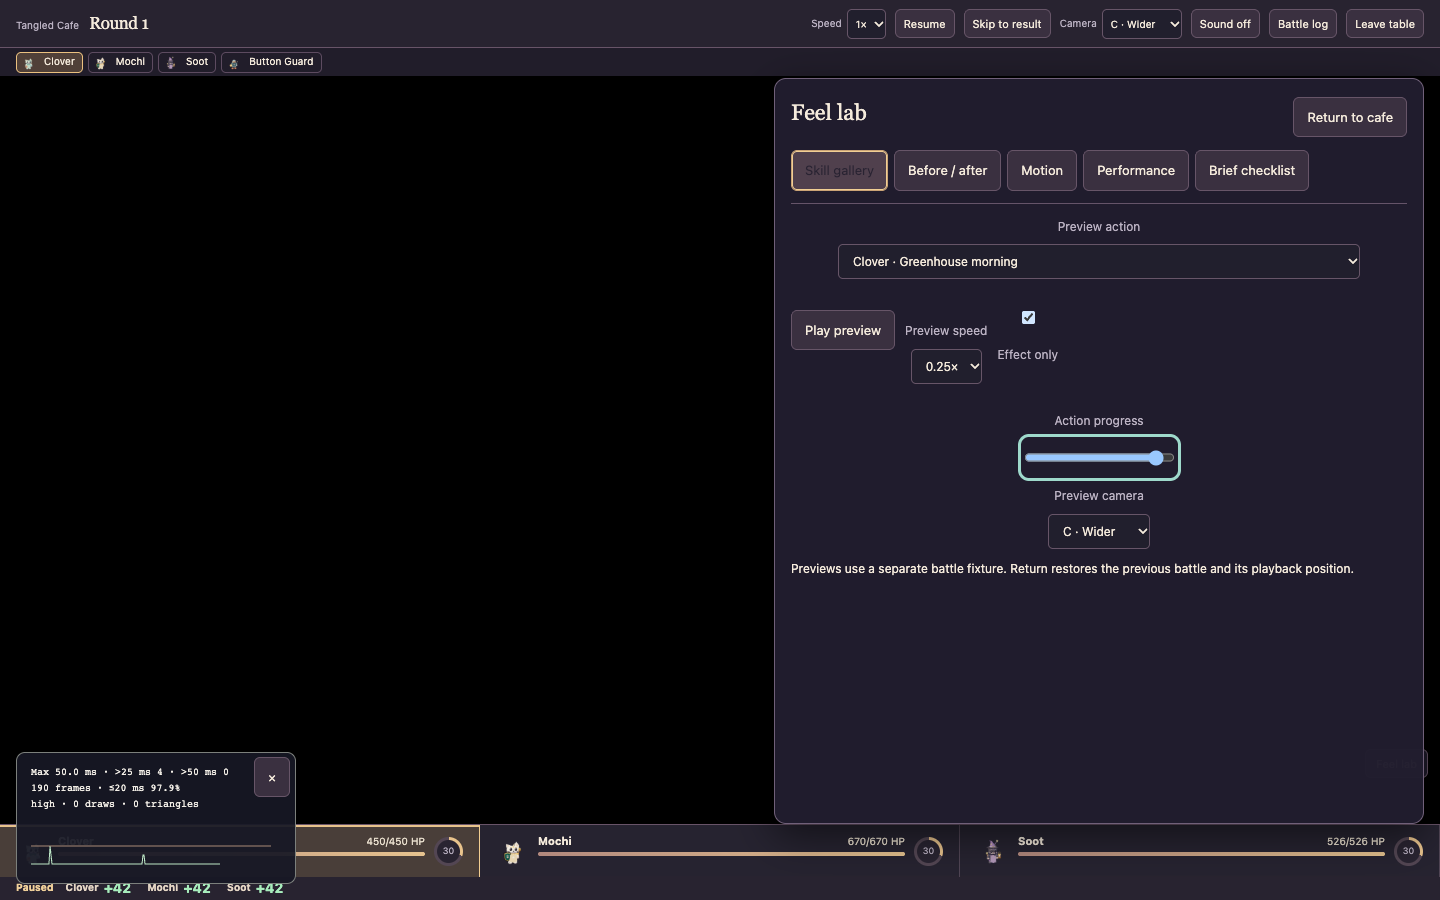 Tangled Cafe Round 1 Speed 1× Resume Skip to result Camera C · Wider Sound off Battle log Leave table
Clover Mochi Soot Button Guard
Feel lab Return to cafe
Skill gallery Before / after Motion Performance Brief checklist
Preview action
Clover · Greenhouse morning
Play preview Preview speed
Effect only
0.25×
Action progress
Preview camera
C · Wider
Previews use a separate battle fixture. Return restores the previous battle and its playback position.
Feel lab
Max 50.0 ms · >25 ms 4 · >50 ms 0 ×
190 frames · ≤20 ms 97.9%
high · 0 draws · 0 triangles
Clover 450/450 HP 30 Mochi 670/670 HP 30 Soot 526/526 HP 30
Paused Clover +42 Mochi +42 Soot +42